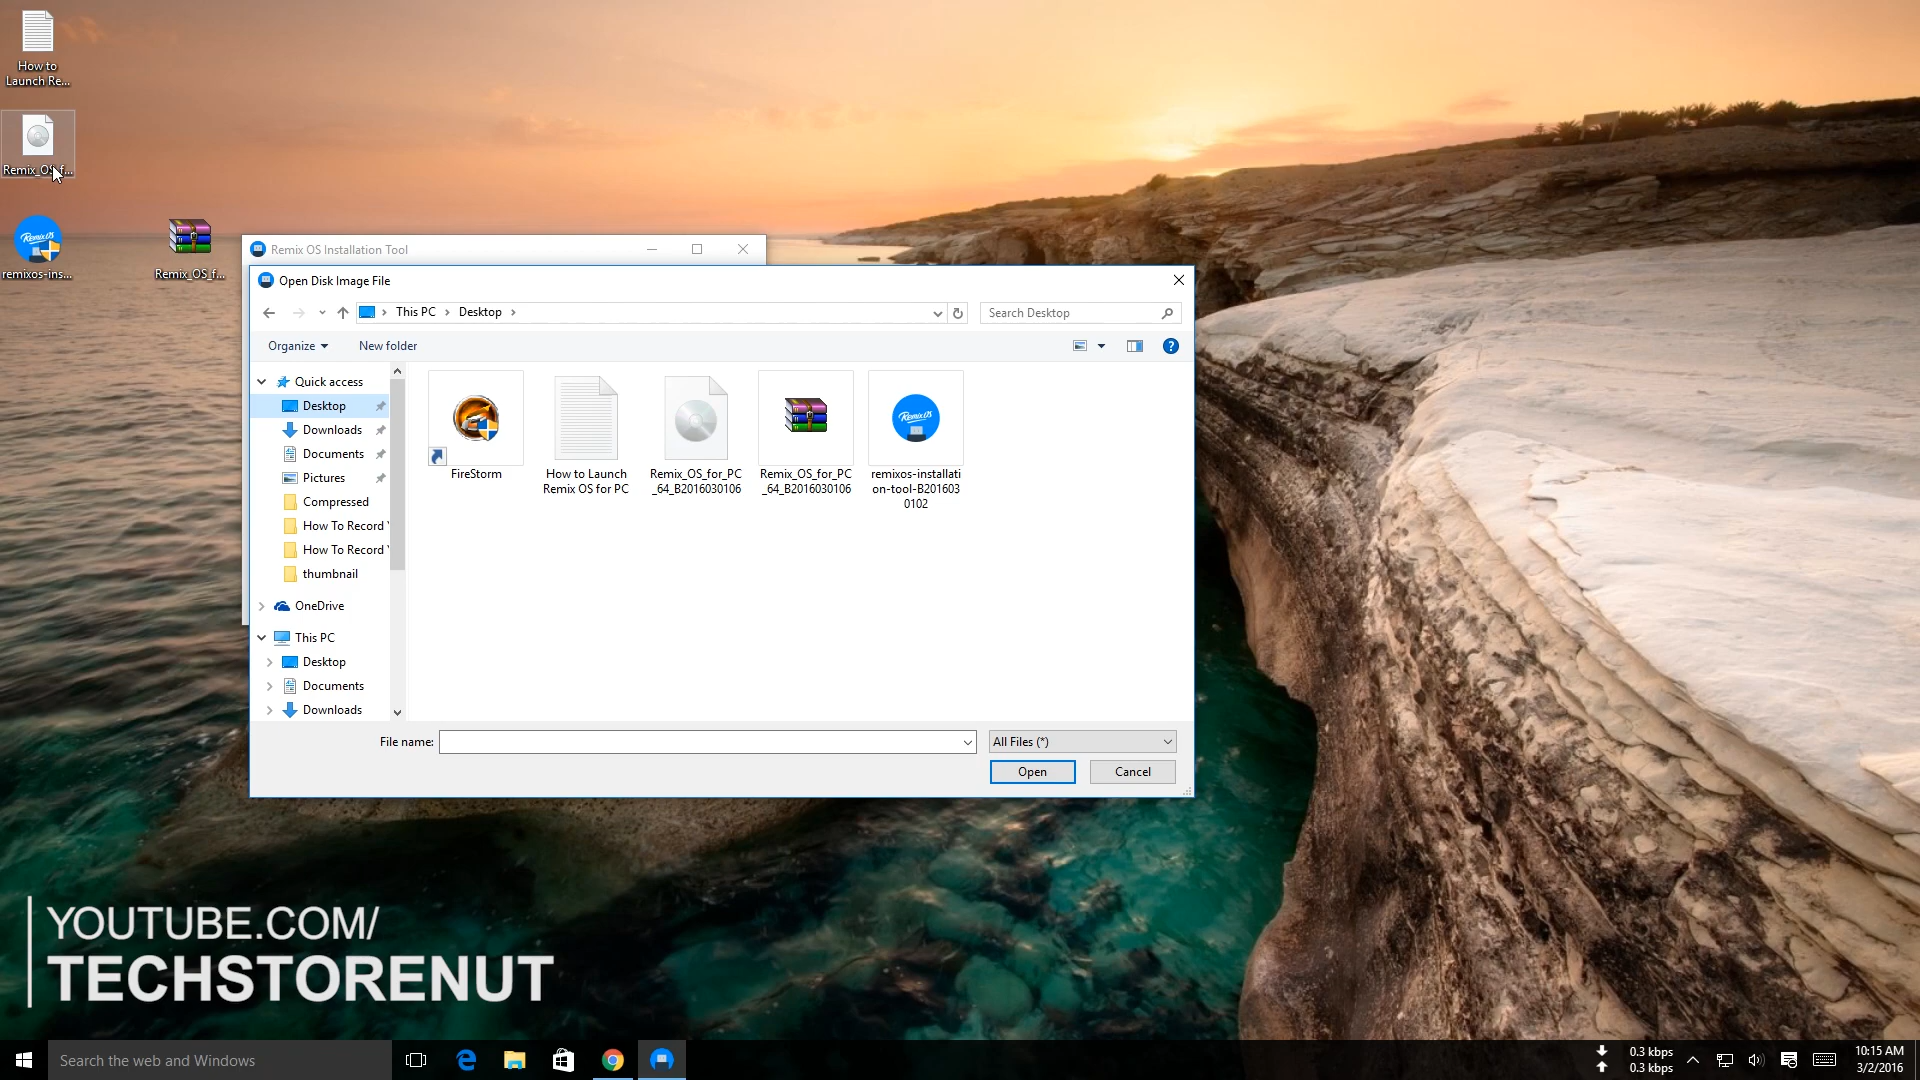 How to
Launch Re...
Remix_OS_f...
remixos-ins...
Remix_OS_f...
Remix OS Installation Tool
Open Disk Image File
This PC
Desktop
Search Desktop
Organize
New folder
Quick access
Desktop
Downloads
Documents
Pictures
Compressed
How To Record
How To Record
thumbnail
OneDrive
This PC
Desktop
Documents
Downloads
FireStorm
How to Launch
Remix OS for PC
Remix_OS_for_PC
_64_B2016030106
Remix_OS_for_PC
_64_B2016030106
Remix OS
remixos-installati
on-tool-B201603
0102
File name:
All Files (*)
Open
Cancel
YOUTUBE.COM/
TECHSTORENUT
Search the web and Windows
0.3 kbps
0.3 kbps
10:15 AM
3/2/2016